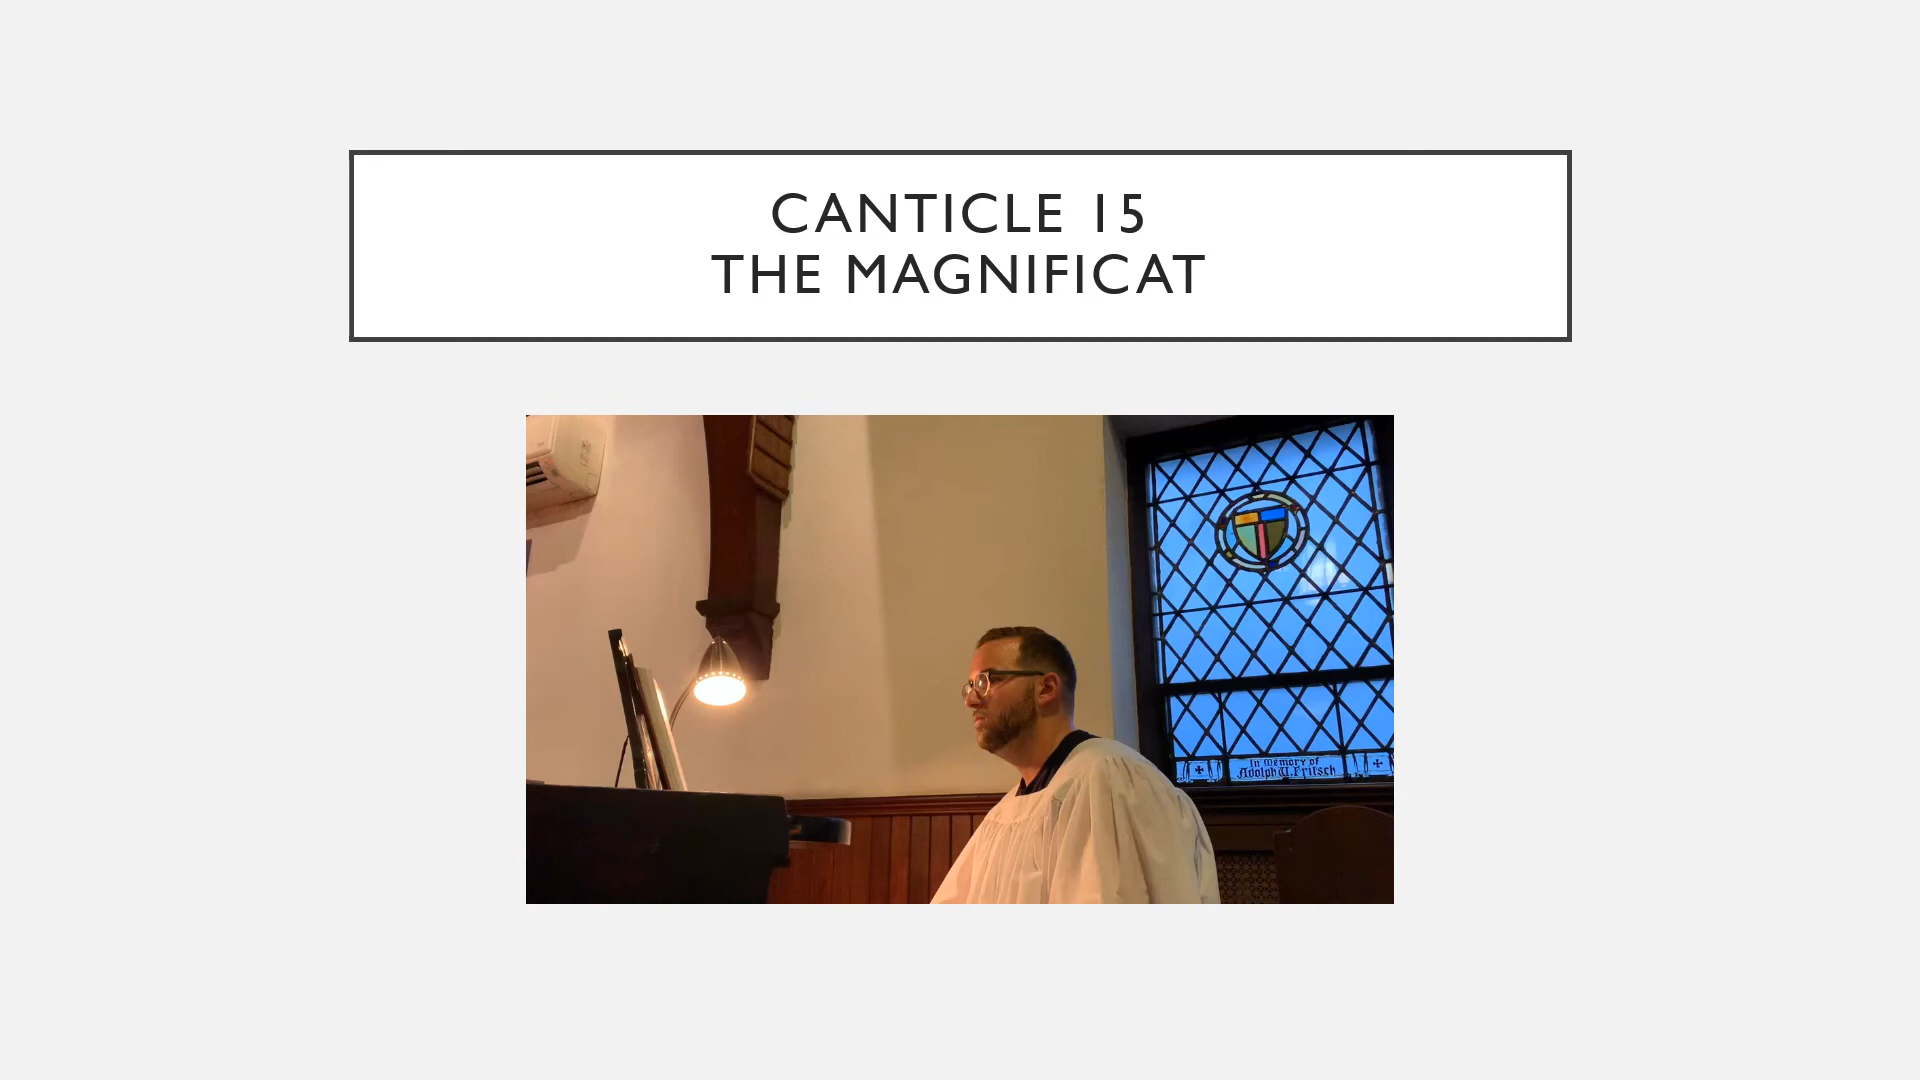 CANTICLE 15
THE MAGNIFICAT
In Memory of
Adolph W. Fritsch